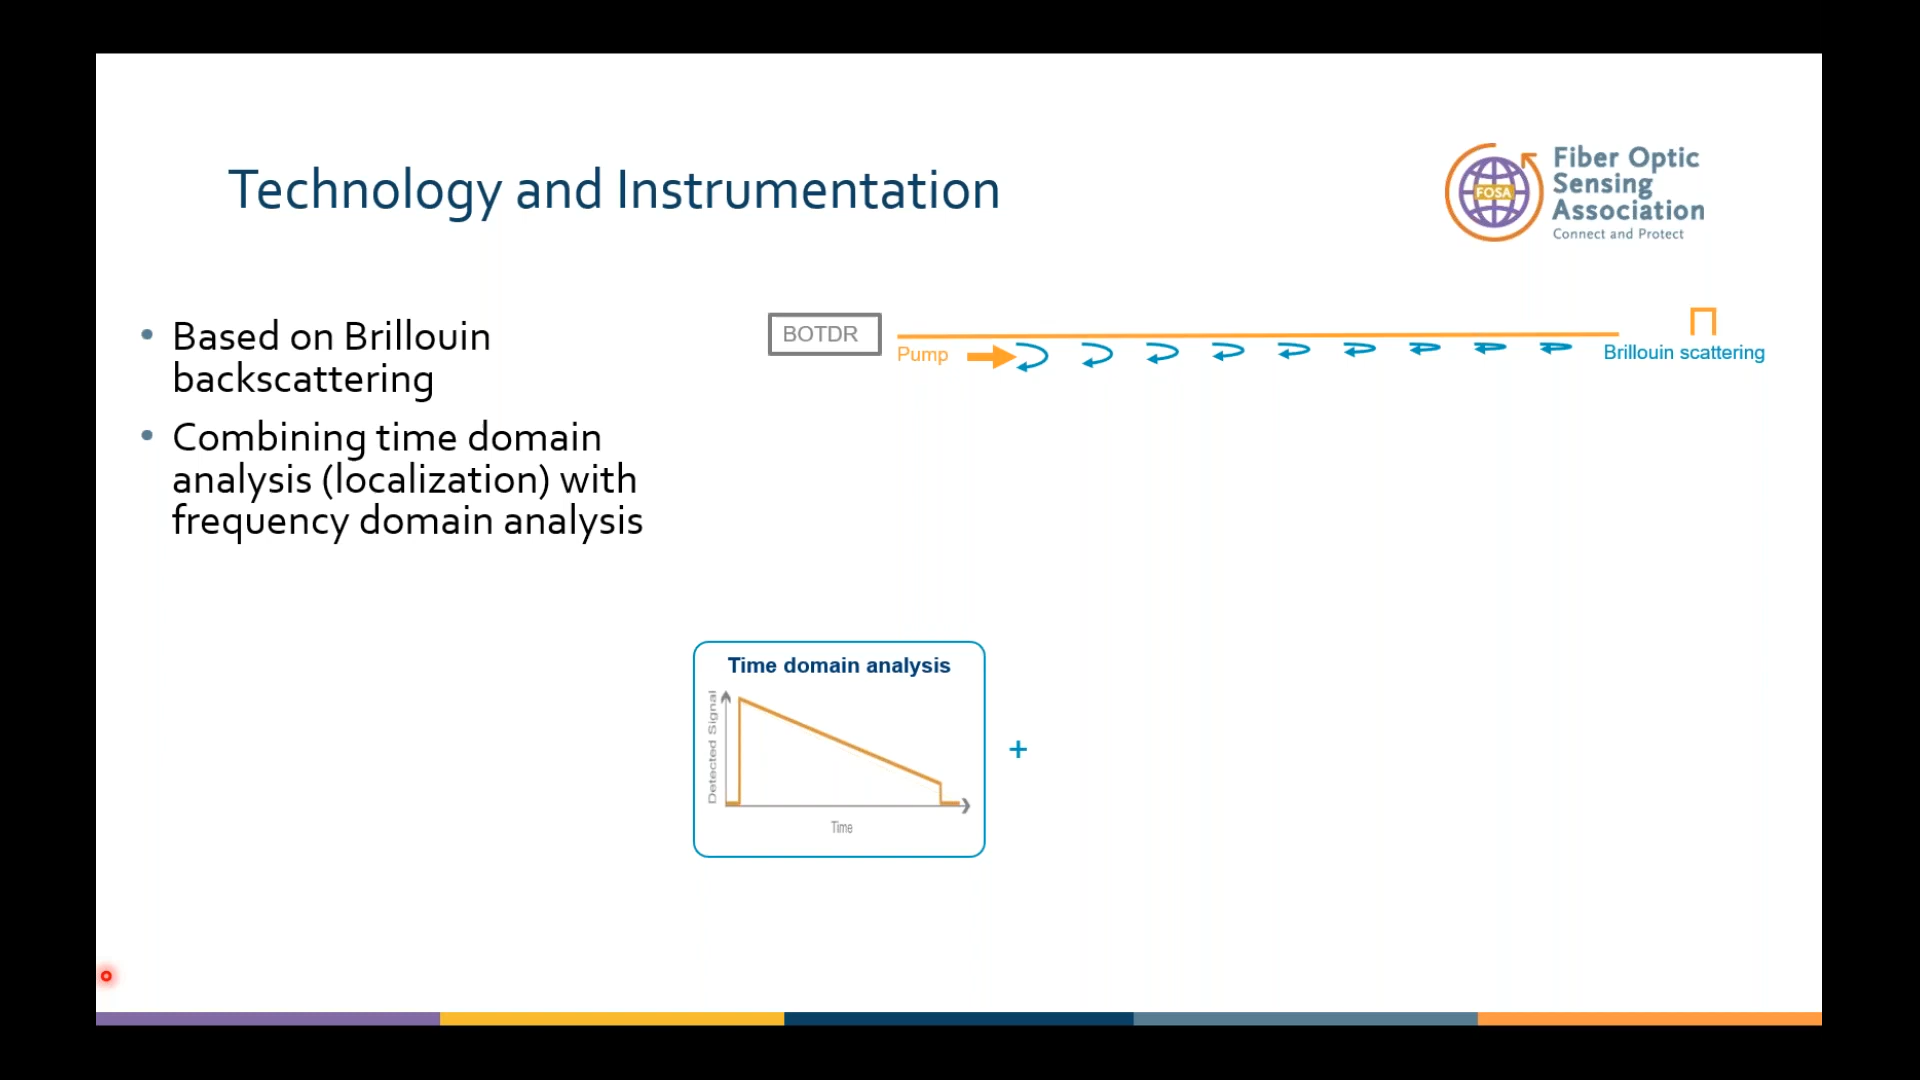 Technology and Instrumentation
FOSA
Fiber Optic
Sensing
Association
Connect and Protect
• Based on Brillouin
backscattering
• Combining time domain
analysis (localization) with
frequency domain analysis
BOTDR
Pump
Brillouin scattering
Time domain analysis
Detected Signal
Time
+